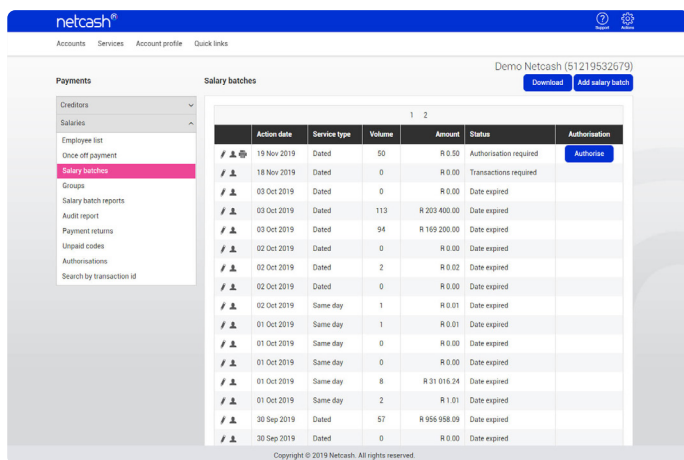 netcash®
Support Actions
Accounts Services Account profile Quick links
Demo Netcash (51219532679)
Payments
Salary batches
Download Add salary batch
Creditors
Salaries
Employee list
Once off payment
Salary batches
Groups
Salary batch reports
Audit report
Payment returns
Unpaid codes
Authorisations
Search by transaction id
1 2
Action date Service type Volume Amount Status Authorisation
19 Nov 2019 Dated 50 R 0.50 Authorisation required Authorise
18 Nov 2019 Dated 0 R 0.00 Transactions required
03 Oct 2019 Dated 0 R 0.00 Date expired
03 Oct 2019 Dated 113 R 203 400.00 Date expired
03 Oct 2019 Dated 94 R 169 200.00 Date expired
02 Oct 2019 Dated 0 R 0.00 Date expired
02 Oct 2019 Dated 2 R 0.02 Date expired
02 Oct 2019 Dated 0 R 0.00 Date expired
02 Oct 2019 Same day 1 R 0.01 Date expired
01 Oct 2019 Same day 1 R 0.01 Date expired
01 Oct 2019 Same day 0 R 0.00 Date expired
01 Oct 2019 Same day 0 R 0.00 Date expired
01 Oct 2019 Same day 8 R 31 016.24 Date expired
01 Oct 2019 Same day 2 R 1.01 Date expired
30 Sep 2019 Dated 57 R 956 958.09 Date expired
30 Sep 2019 Dated 0 R 0.00 Date expired
Copyright © 2019 Netcash. All rights reserved.